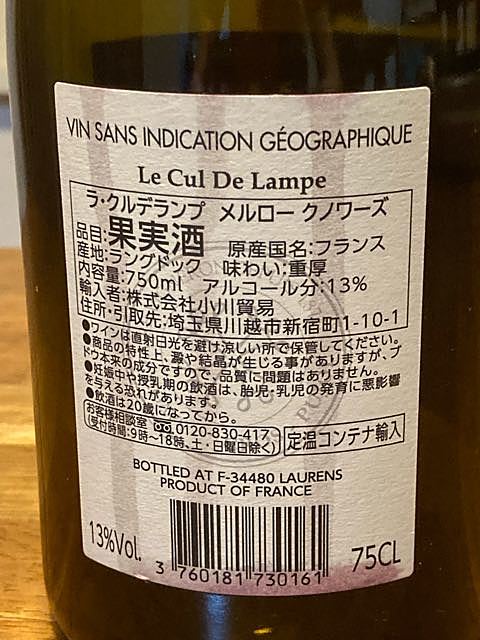 VIN SANS INDICATION GÉOGRAPHIQUE
Le Cul De Lampe
ラ・クルデランプ メルロー クノワーズ
品目:果実酒 原産国名:フランス
産地:ラングドック 味わい:重厚
内容量:750ml アルコール分:13%
輸入者:株式会社小川貿易
住所・引取先:埼玉県川越市新宿町1-10-1
●ワインは直射日光を避け涼しい所で保管してください。
●商品の特性上、澱や結晶が生じる事がありますが、ブ
ドウ本来の成分ですので、品質に問題はありません。
●妊娠中や授乳期の飲酒は、胎児・乳児の発育に悪影響
を与える恐れがあります。
●飲酒は20歳になってから。
お客様相談室 0120-830-417
(受付時間:9時〜18時、土・日曜日除く)
定温コンテナ輸入
BOTTLED AT F-34480 LAURENS
PRODUCT OF FRANCE
13%Vol.
75CL
3 760181 730161